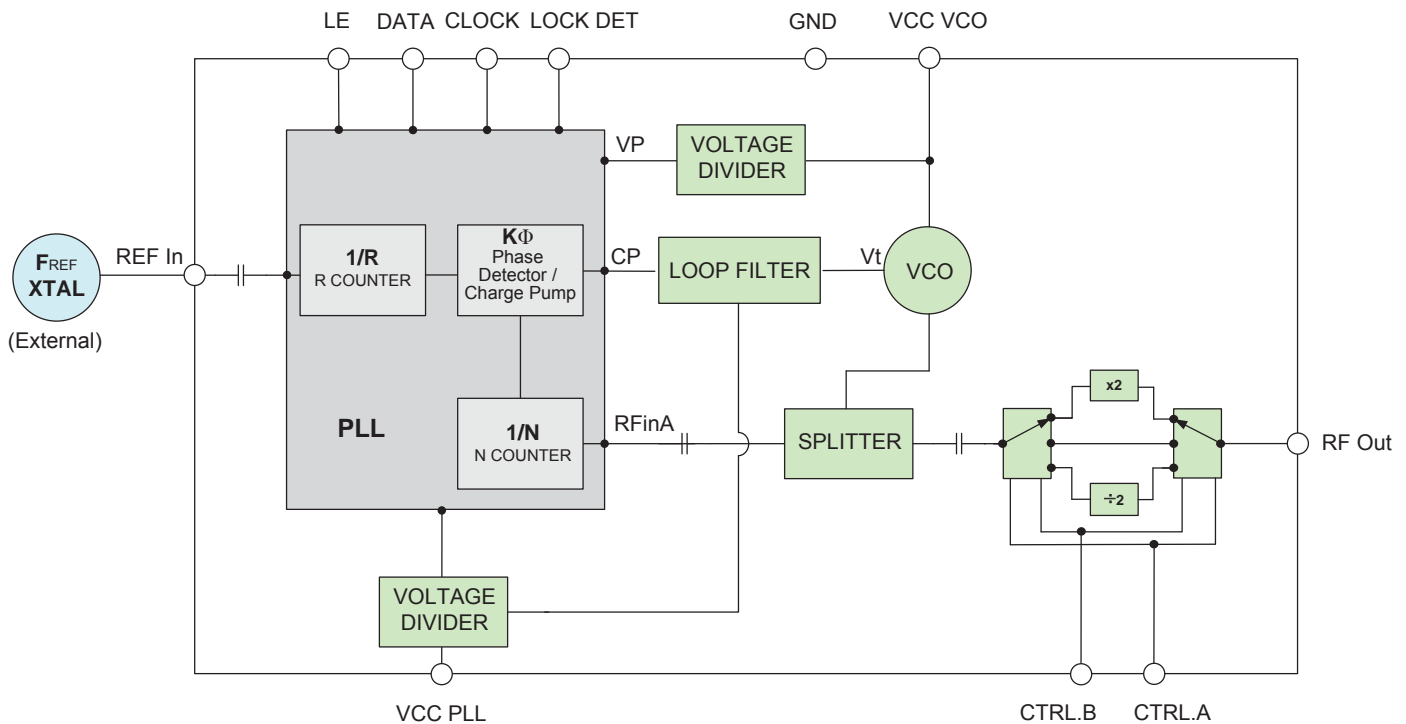 LE DATA CLOCK LOCK DET GND VCC VCO
VP
VOLTAGE
DIVIDER
FREF
XTAL
(External)
REF In
1/R
R COUNTER
KΦ
Phase
Detector /
Charge Pump
CP
LOOP FILTER
Vt
VCO
PLL
1/N
N COUNTER
RFinA
SPLITTER
x2
÷2
RF Out
VOLTAGE
DIVIDER
VCC PLL
CTRL.B CTRL.A